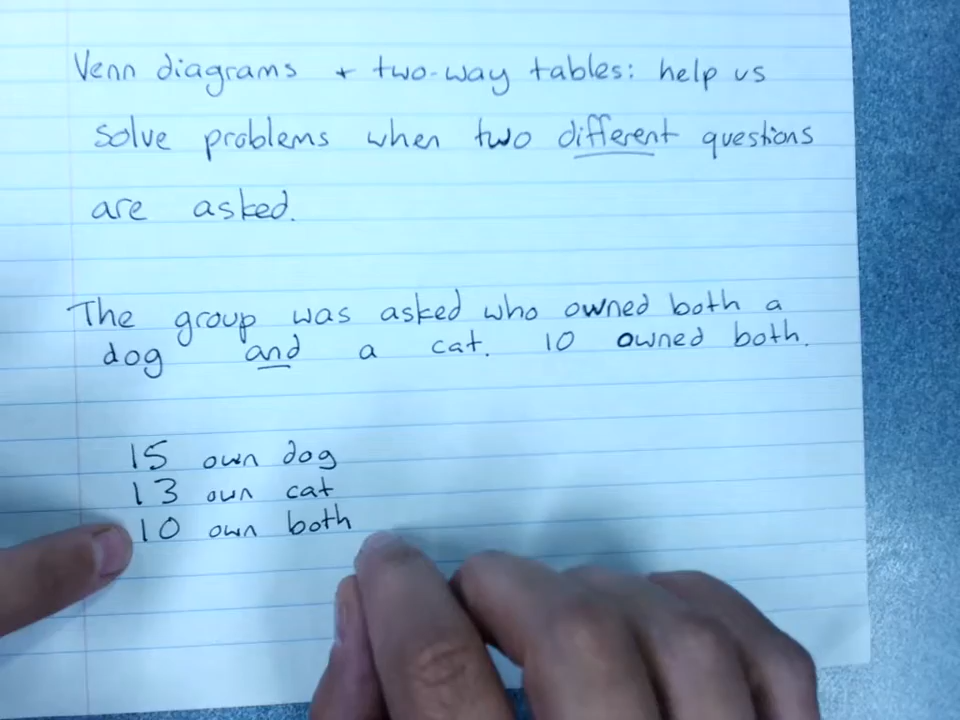 Venn diagrams + two-way tables: help us
solve problems when two different questions
are asked.
The group was asked who owned both a
dog and a cat. 10 owned both.
15 own dog
13 own cat
10 own both